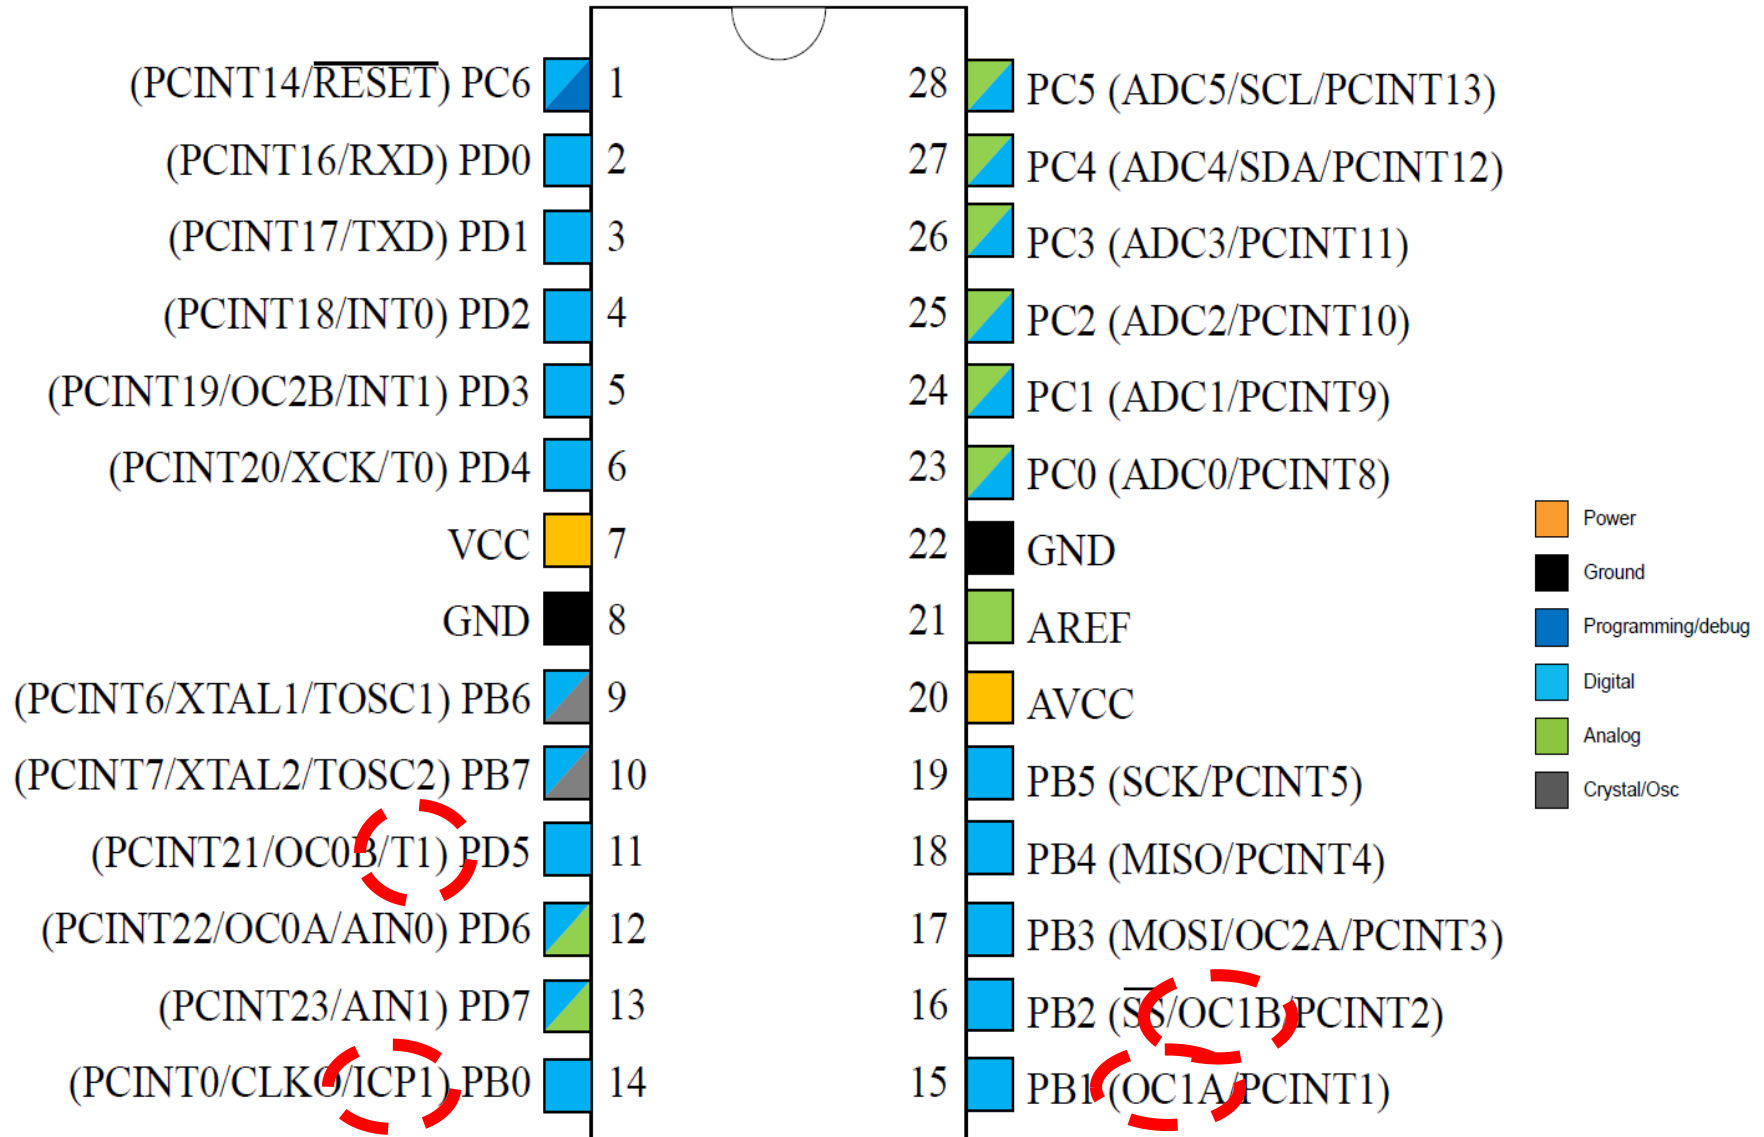 (PCINT14/RESET) PC6 1
(PCINT16/RXD) PD0 2
(PCINT17/TXD) PD1 3
(PCINT18/INT0) PD2 4
(PCINT19/OC2B/INT1) PD3 5
(PCINT20/XCK/T0) PD4 6
VCC 7
GND 8
(PCINT6/XTAL1/TOSC1) PB6 9
(PCINT7/XTAL2/TOSC2) PB7 10
(PCINT21/OC0B/T1) PD5 11
(PCINT22/OC0A/AIN0) PD6 12
(PCINT23/AIN1) PD7 13
(PCINT0/CLKO/ICP1) PB0 14
28 PC5 (ADC5/SCL/PCINT13)
27 PC4 (ADC4/SDA/PCINT12)
26 PC3 (ADC3/PCINT11)
25 PC2 (ADC2/PCINT10)
24 PC1 (ADC1/PCINT9)
23 PC0 (ADC0/PCINT8)
22 GND
21 AREF
20 AVCC
19 PB5 (SCK/PCINT5)
18 PB4 (MISO/PCINT4)
17 PB3 (MOSI/OC2A/PCINT3)
16 PB2 (SS/OC1B/PCINT2)
15 PB1 (OC1A/PCINT1)
Power
Ground
Programming/debug
Digital
Analog
Crystal/Osc